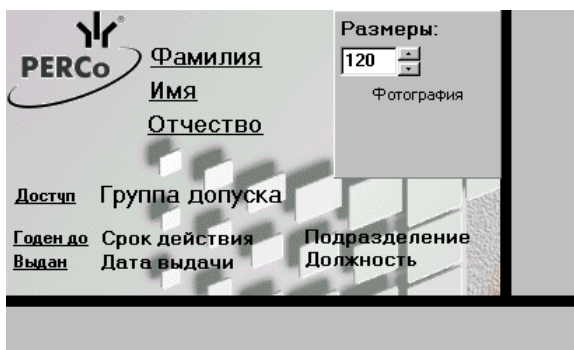 PERCo
Фамилия
Имя
Отчество
Размеры:
120
Фотография
Доступ Группа допуска
Годен до Срок действия Подразделение
Выдан Дата выдачи Должность